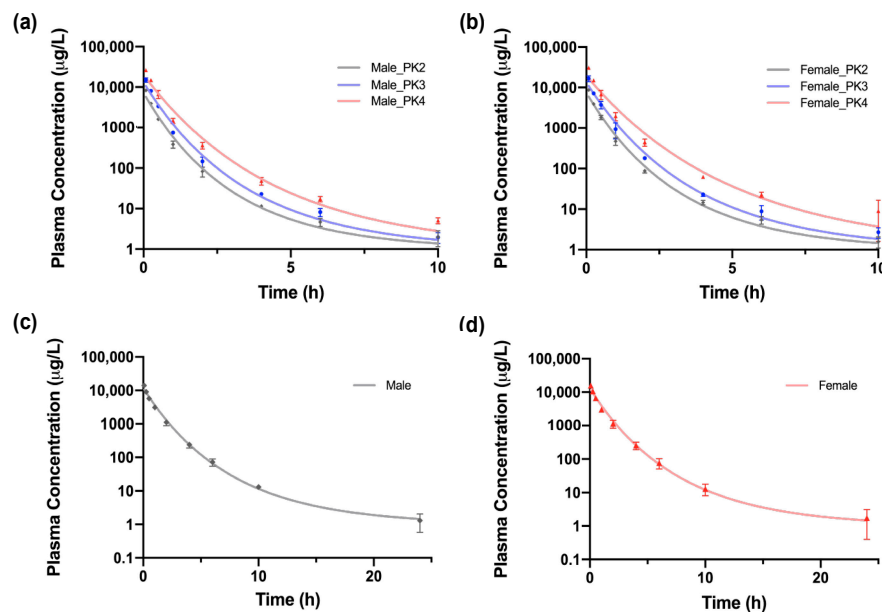 (a)
Plasma Concentration (µg/L)
100,000
10,000
1000
100
10
1
0
5
10
Time (h)
Male_PK2
Male_PK3
Male_PK4
(b)
Plasma Concentration (µg/L)
100,000
10,000
1000
100
10
1
0
5
10
Time (h)
Female_PK2
Female_PK3
Female_PK4
(c)
Plasma Concentration (µg/L)
100,000
10,000
1000
100
10
1
0.1
0
10
20
Time (h)
Male
(d)
Plasma Concentration (µg/L)
100,000
10,000
1000
100
10
1
0.1
0
10
20
Time (h)
Female